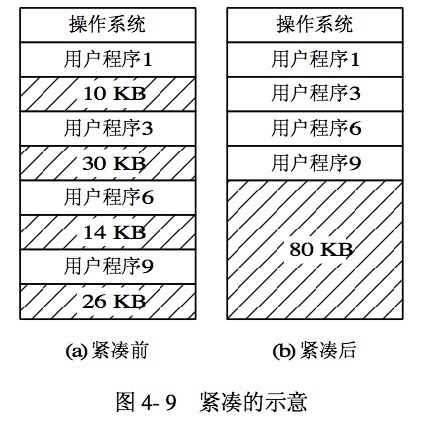 操作系统
用户程序1
10 KB
用户程序3
30 KB
用户程序6
14 KB
用户程序9
26 KB
(a) 紧凑前
操作系统
用户程序1
用户程序3
用户程序6
用户程序9
80 KB
(b) 紧凑后
图 4- 9 紧凑的示意